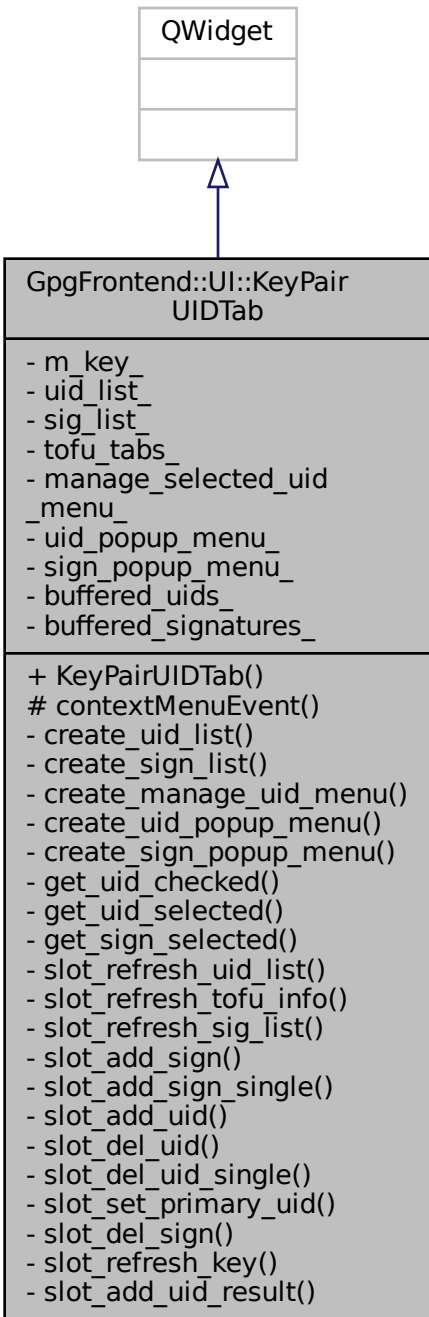 QWidget
GpgFrontend::UI::KeyPair
UIDTab
- m_key_
- uid_list_
- sig_list_
- tofu_tabs_
- manage_selected_uid
_menu_
- uid_popup_menu_
- sign_popup_menu_
- buffered_uids_
- buffered_signatures_
+ KeyPairUIDTab()
# contextMenuEvent()
- create_uid_list()
- create_sign_list()
- create_manage_uid_menu()
- create_uid_popup_menu()
- create_sign_popup_menu()
- get_uid_checked()
- get_uid_selected()
- get_sign_selected()
- slot_refresh_uid_list()
- slot_refresh_tofu_info()
- slot_refresh_sig_list()
- slot_add_sign()
- slot_add_sign_single()
- slot_add_uid()
- slot_del_uid()
- slot_del_uid_single()
- slot_set_primary_uid()
- slot_del_sign()
- slot_refresh_key()
- slot_add_uid_result()